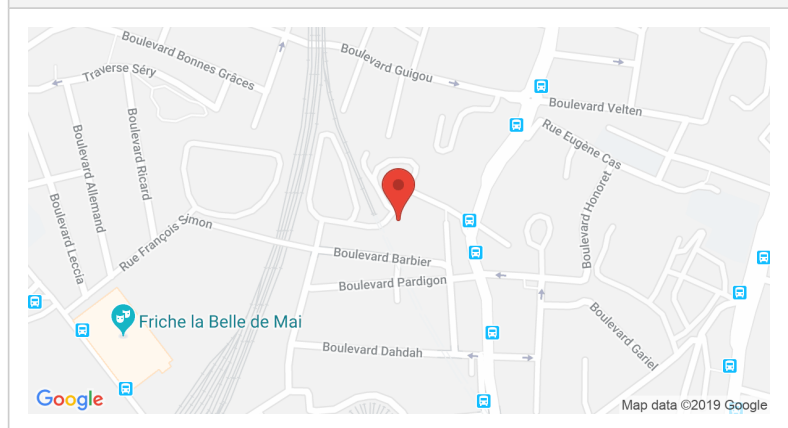 Boulevard Bonnes Grâces
Boulevard Guigou
Traverse Séry
Boulevard Velten
Boulevard Ricard
Boulevard Allemand
Rue Eugène Cas
Boulevard Honoret
Boulevard Leccia
Rue François Simon
Boulevard Barbier
Boulevard Pardigon
Friche la Belle de Mai
Boulevard Gariel
Boulevard Dahdah
Google
Map data ©2019 Google